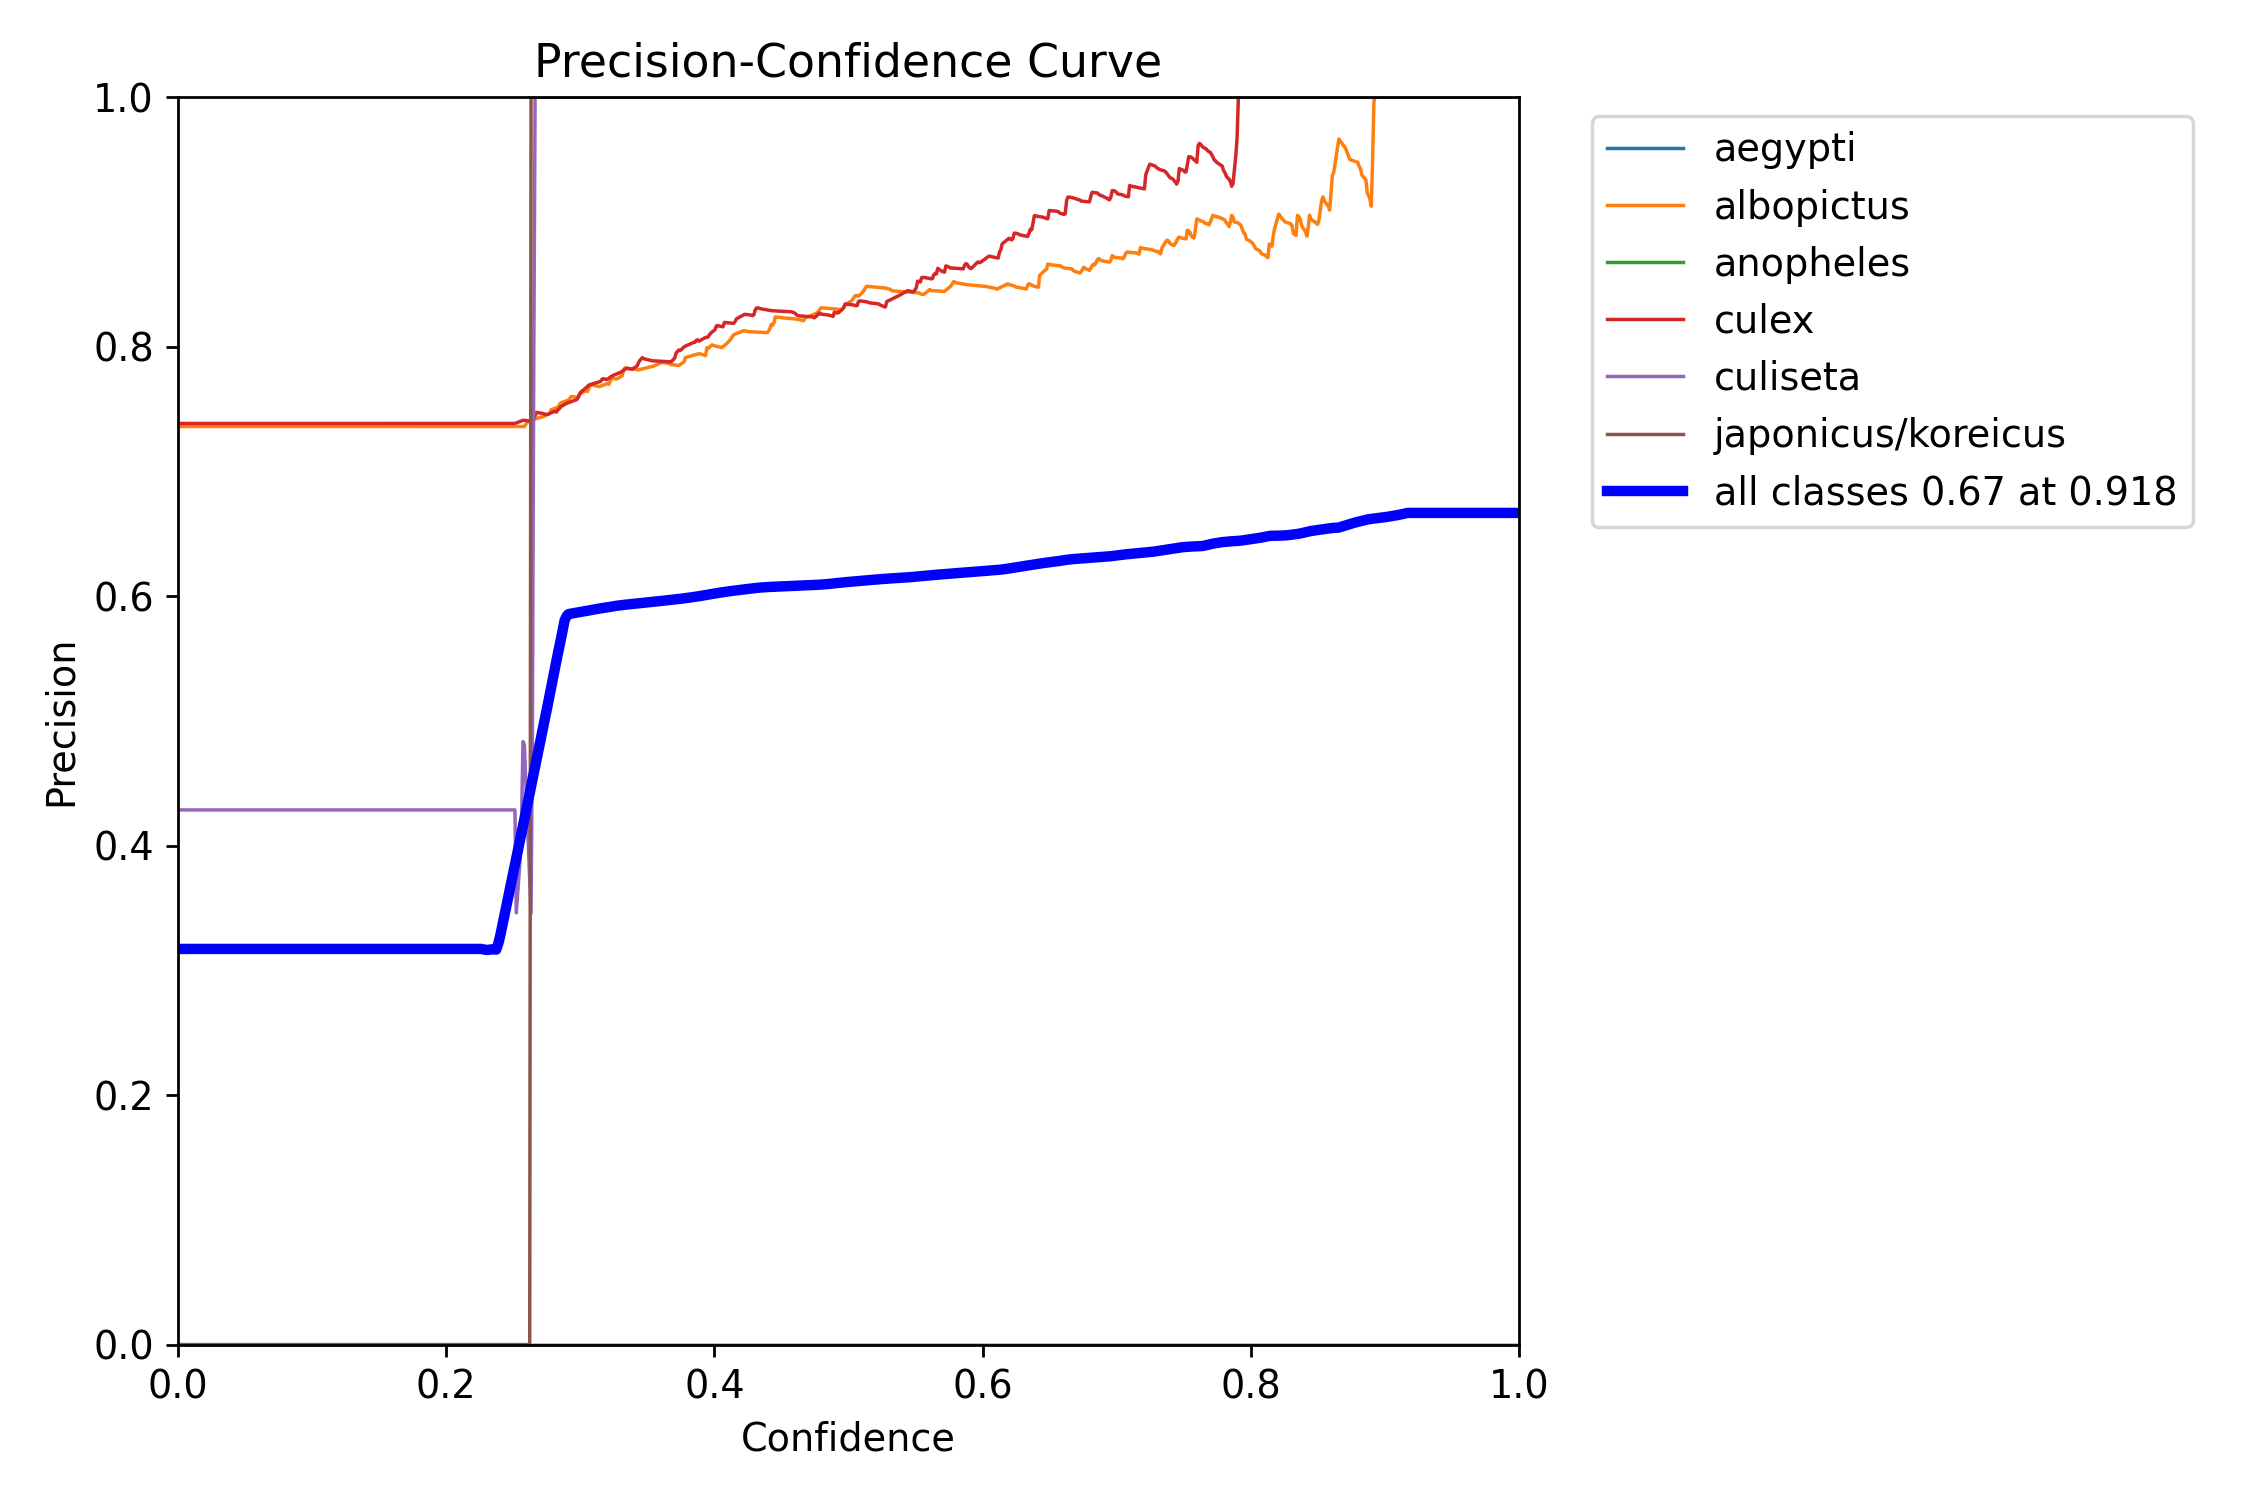 Precision-Confidence Curve
1.0
0.8
0.6
0.4
0.2
0.0
Precision
0.0 0.2 0.4 0.6 0.8 1.0
Confidence
aegypti
albopictus
anopheles
culex
culiseta
japonicus/koreicus
all classes 0.67 at 0.918